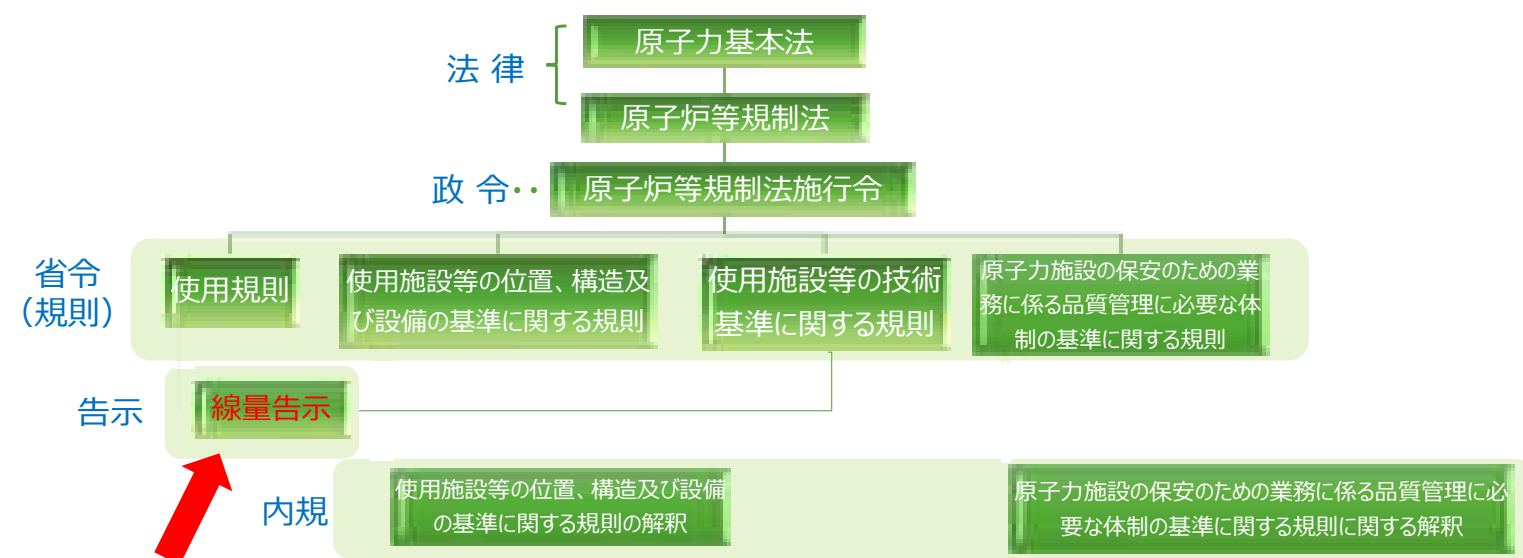 法 律
原子力基本法
原子炉等規制法
政 令・・
原子炉等規制法施行令
省令
（規則）
使用規則
使用施設等の位置、構造及
び設備の基準に関する規則
使用施設等の技術
基準に関する規則
原子力施設の保安のための業
務に係る品質管理に必要な体
制の基準に関する規則
告示
線量告示
内規
使用施設等の位置、構造及び設備
の基準に関する規則の解釈
原子力施設の保安のための業務に係る品質管理に必
要な体制の基準に関する規則に関する解釈